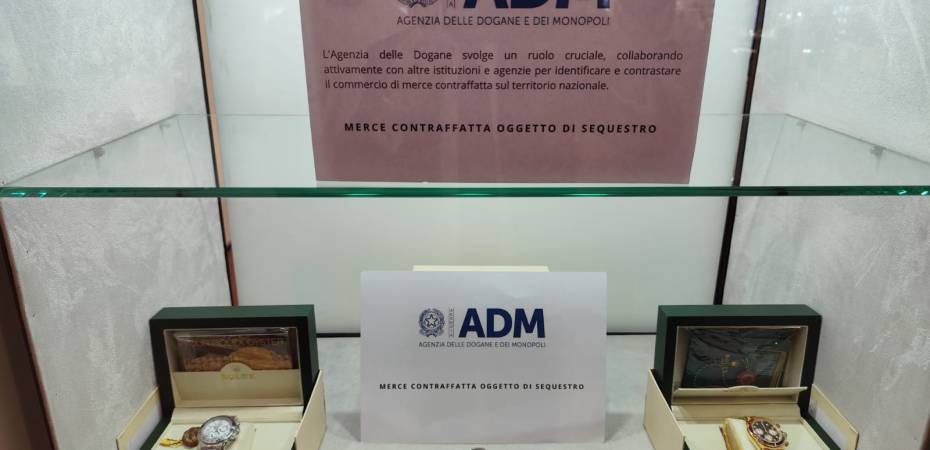 ADM
AGENZIA DELLE DOGANE E DEI MONOPOLI
L'Agenzia delle Dogane svolge un ruolo cruciale, collaborando
attivamente con altre istituzioni e agenzie per identificare e contrastare
il commercio di merce contraffatta sul territorio nazionale.
MERCE CONTRAFFATTA OGGETTO DI SEQUESTRO
ADM
AGENZIA DELLE DOGANE E DEI MONOPOLI
MERCE CONTRAFFATTA OGGETTO DI SEQUESTRO
ROLEX